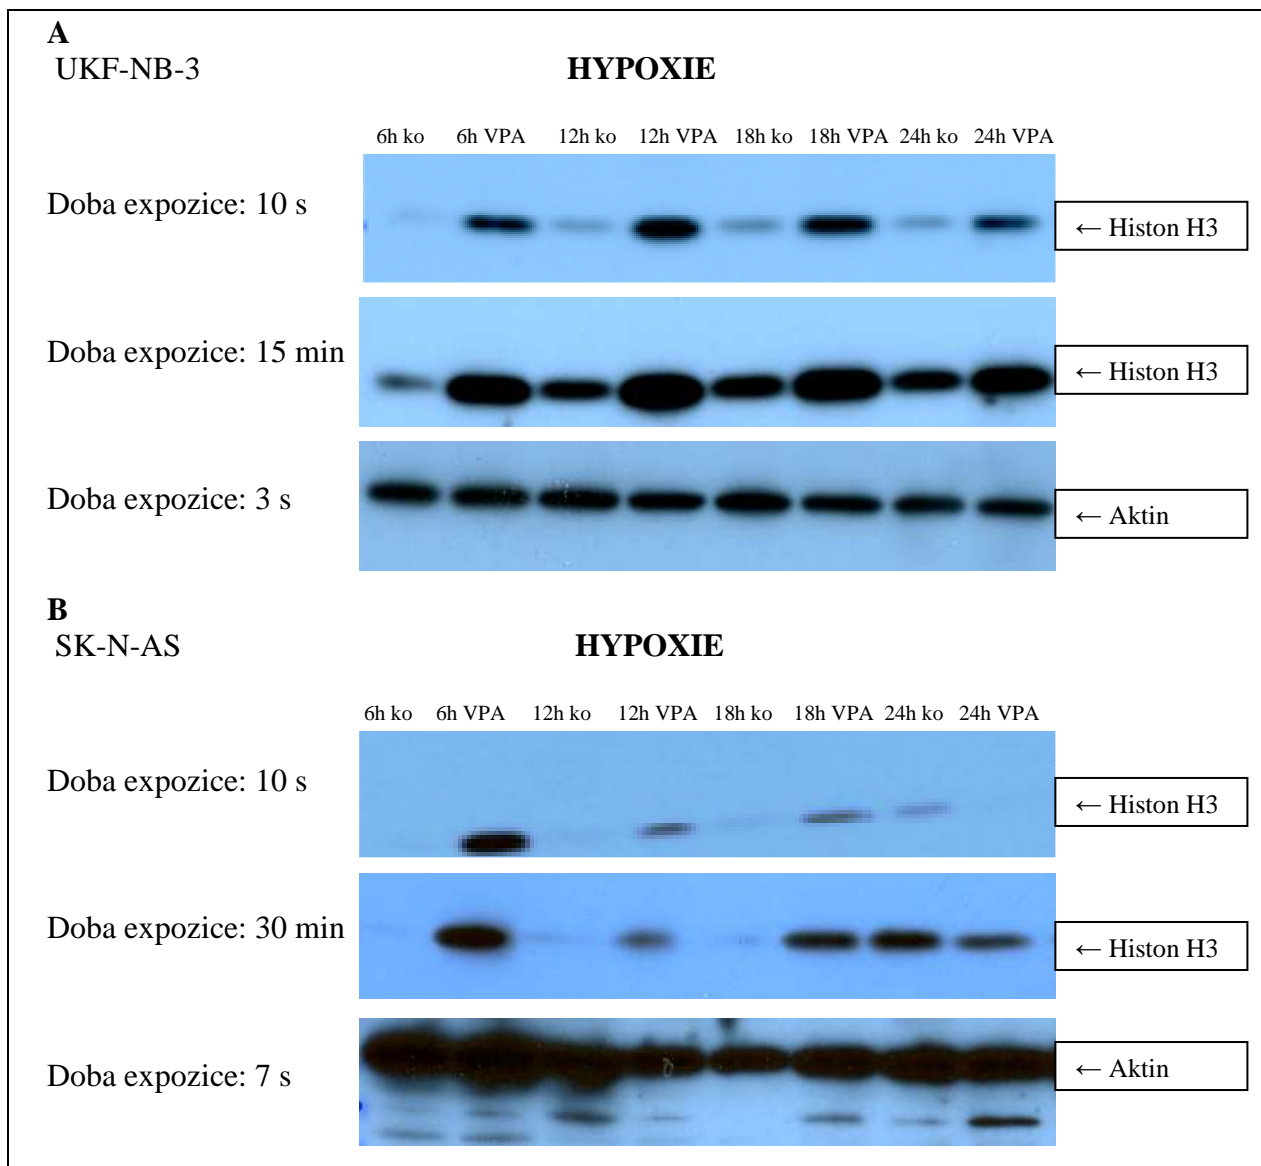 A
UKF-NB-3 HYPOXIE
6h ko 6h VPA 12h ko 12h VPA 18h ko 18h VPA 24h ko 24h VPA
Doba expozice: 10 s
← Histon H3
Doba expozice: 15 min
← Histon H3
Doba expozice: 3 s
← Aktin
B
SK-N-AS HYPOXIE
6h ko 6h VPA 12h ko 12h VPA 18h ko 18h VPA 24h ko 24h VPA
Doba expozice: 10 s
← Histon H3
Doba expozice: 30 min
← Histon H3
Doba expozice: 7 s
← Aktin